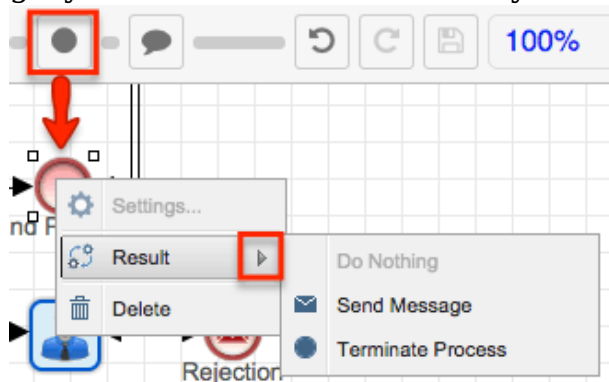 100%
Settings...
Result
Do Nothing
Delete
Send Message
Terminate Process
Rejection